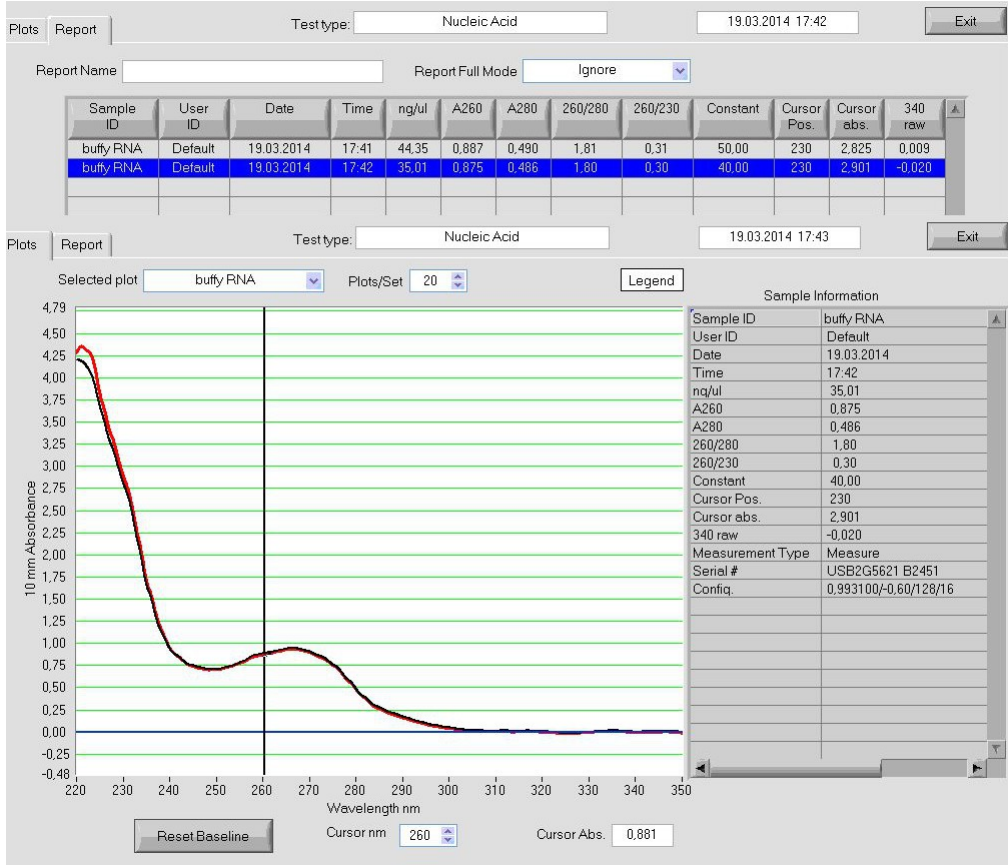 Plots Report Test type: Nucleic Acid 19.03.2014 17:42 Exit
Report Name Report Full Mode Ignore
Sample ID User ID Date Time ng/ul A260 A280 260/280 260/230 Constant Cursor Pos. Cursor abs. 340 raw
buffy RNA Default 19.03.2014 17:41 44,35 0,887 0,490 1,81 0,31 50,00 230 2,825 0,009
buffy RNA Default 19.03.2014 17:42 35,01 0,875 0,486 1,80 0,30 40,00 230 2,901 -0,020
Plots Report Test type: Nucleic Acid 19.03.2014 17:43 Exit
Selected plot buffy RNA Plots/Set 20 Legend
Sample Information
Sample ID buffy RNA
User ID Default
Date 19.03.2014
Time 17:42
ng/ul 35,01
A260 0,875
A280 0,486
260/280 1,80
260/230 0,30
Constant 40,00
Cursor Pos. 230
Cursor abs. 2,901
340 raw -0,020
Measurement Type Measure
Serial # USB2G5621 B2451
Config. 0,993100/-0,60/128/16
10 mm Absorbance
4,79
4,50
4,25
4,00
3,75
3,50
3,25
3,00
2,75
2,50
2,25
2,00
1,75
1,50
1,25
1,00
0,75
0,50
0,25
0,00
-0,25
-0,48
220 230 240 250 260 270 280 290 300 310 320 330 340 350
Wavelength nm
Reset Baseline Cursor nm 260 Cursor Abs. 0,881